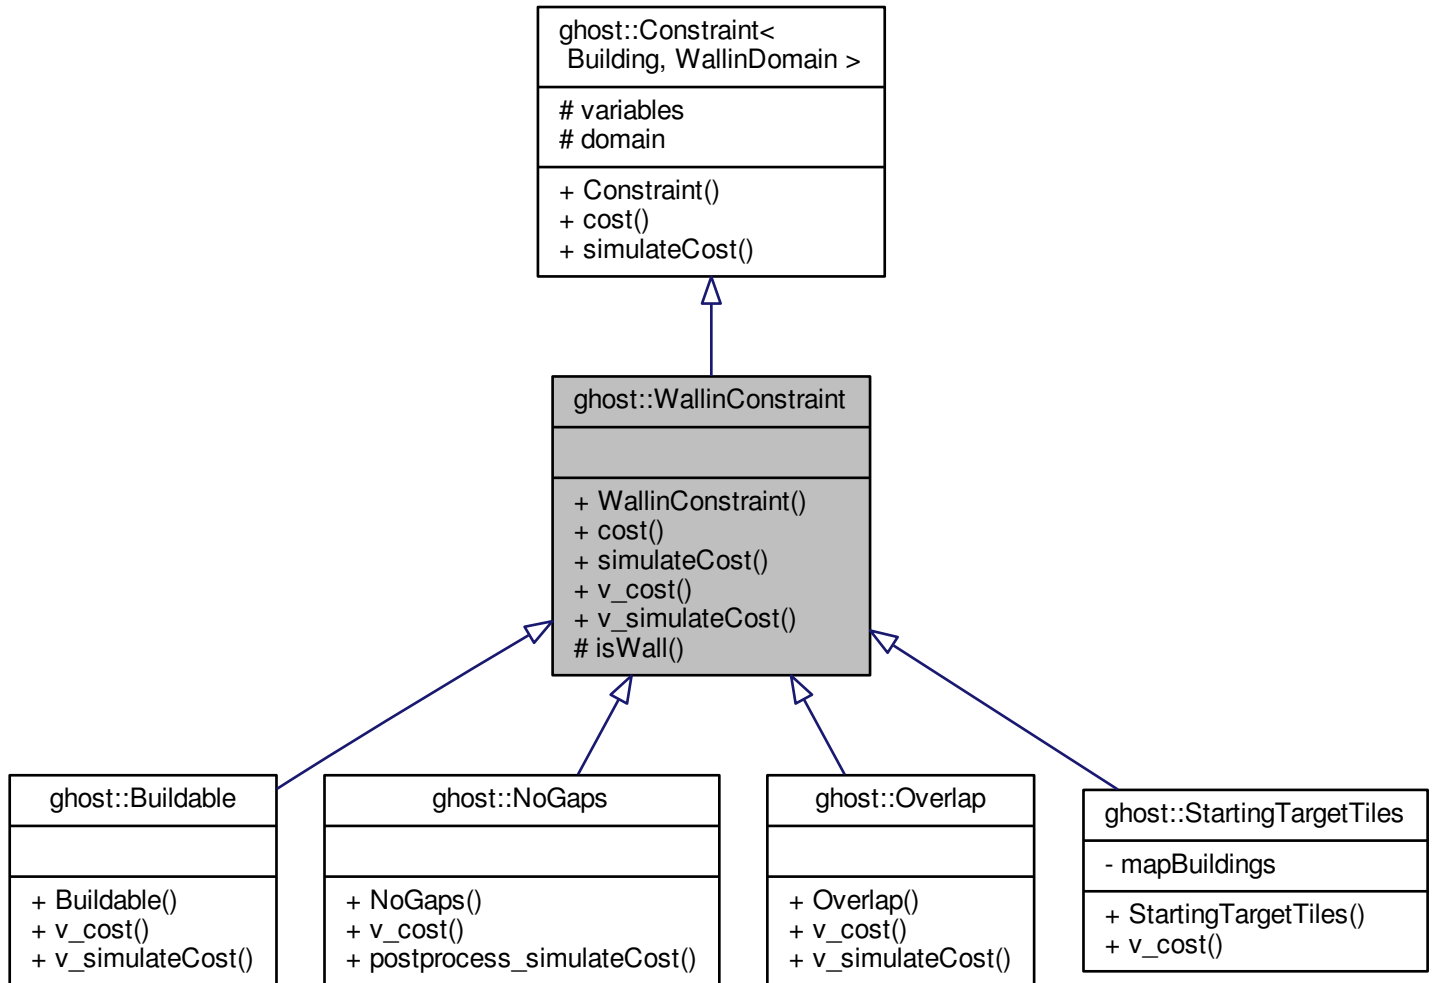 ghost::Constraint<
Building, WallinDomain >
# variables
# domain
+ Constraint()
+ cost()
+ simulateCost()
ghost::WallinConstraint
+ WallinConstraint()
+ cost()
+ simulateCost()
+ v_cost()
+ v_simulateCost()
# isWall()
ghost::Buildable
+ Buildable()
+ v_cost()
+ v_simulateCost()
ghost::NoGaps
+ NoGaps()
+ v_cost()
+ postprocess_simulateCost()
ghost::Overlap
+ Overlap()
+ v_cost()
+ v_simulateCost()
ghost::StartingTargetTiles
- mapBuildings
+ StartingTargetTiles()
+ v_cost()